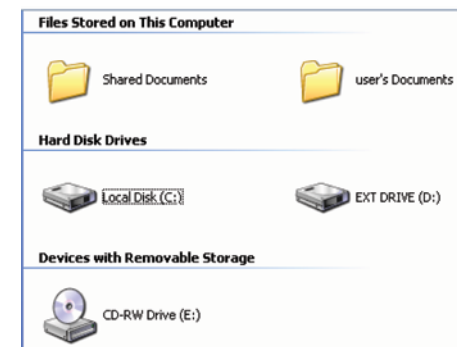 Files Stored on This Computer
Shared Documents
user's Documents
Hard Disk Drives
Local Disk (C:)
EXT DRIVE (D:)
Devices with Removable Storage
CD-RW Drive (E:)